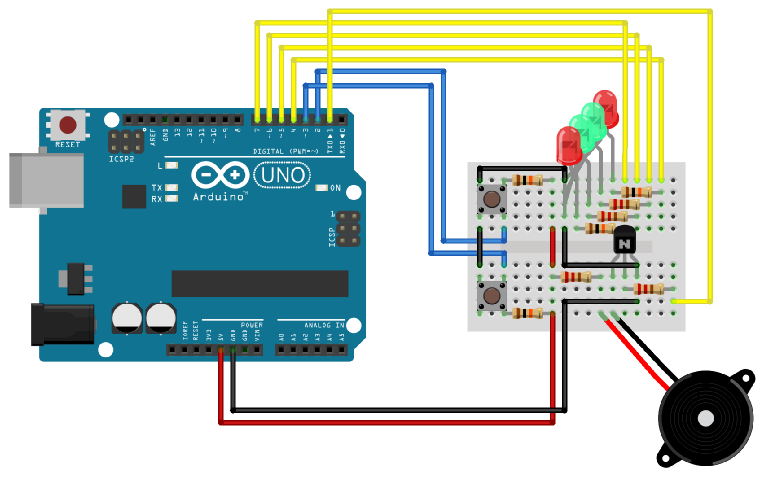 RESET
ICSP2
AREF
GND
13
12
~11
~10
~9
8
7
~6
~5
4
~3
2
TXD▶1
RXD◀0
DIGITAL (PWM=~)
L
TX
RX
Arduino™
UNO
ON
1
ICSP
N
POWER
ANALOG IN
IOREF
RESET
3V3
5V
GND
GND
VIN
A0
A1
A2
A3
A4
A5